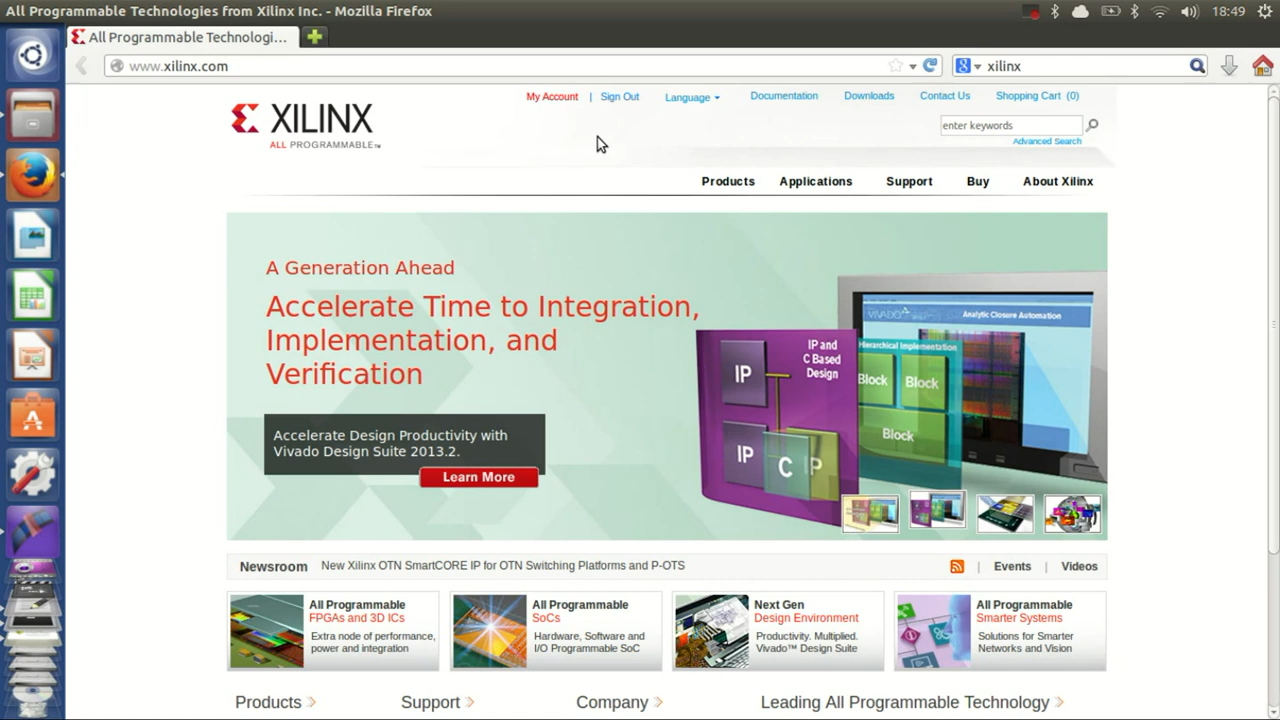 All Programmable Technologies from Xilinx Inc. - Mozilla Firefox
18:49
All Programmable Technologi...
www.xilinx.com
xilinx
My Account | Sign Out Language Documentation Downloads Contact Us Shopping Cart (0)
XILINX
ALL PROGRAMMABLE™
enter keywords
Advanced Search
Products Applications Support Buy About Xilinx
A Generation Ahead
Accelerate Time to Integration,
Implementation, and
Verification
Accelerate Design Productivity with
Vivado Design Suite 2013.2.
Learn More
IP and
C Based
Design
IP
IP
C
P
VIVADO
Analytic Closure Automation
Hierarchical Implementation
Block
Block
Block
Newsroom New Xilinx OTN SmartCORE IP for OTN Switching Platforms and P-OTS | Events | Videos
All Programmable
FPGAs and 3D ICs
Extra node of performance,
power and integration
All Programmable
SoCs
Hardware, Software and
I/O Programmable SoC
Next Gen
Design Environment
Productivity. Multiplied.
Vivado™ Design Suite
All Programmable
Smarter Systems
Solutions for Smarter
Networks and Vision
Products Support Company Leading All Programmable Technology